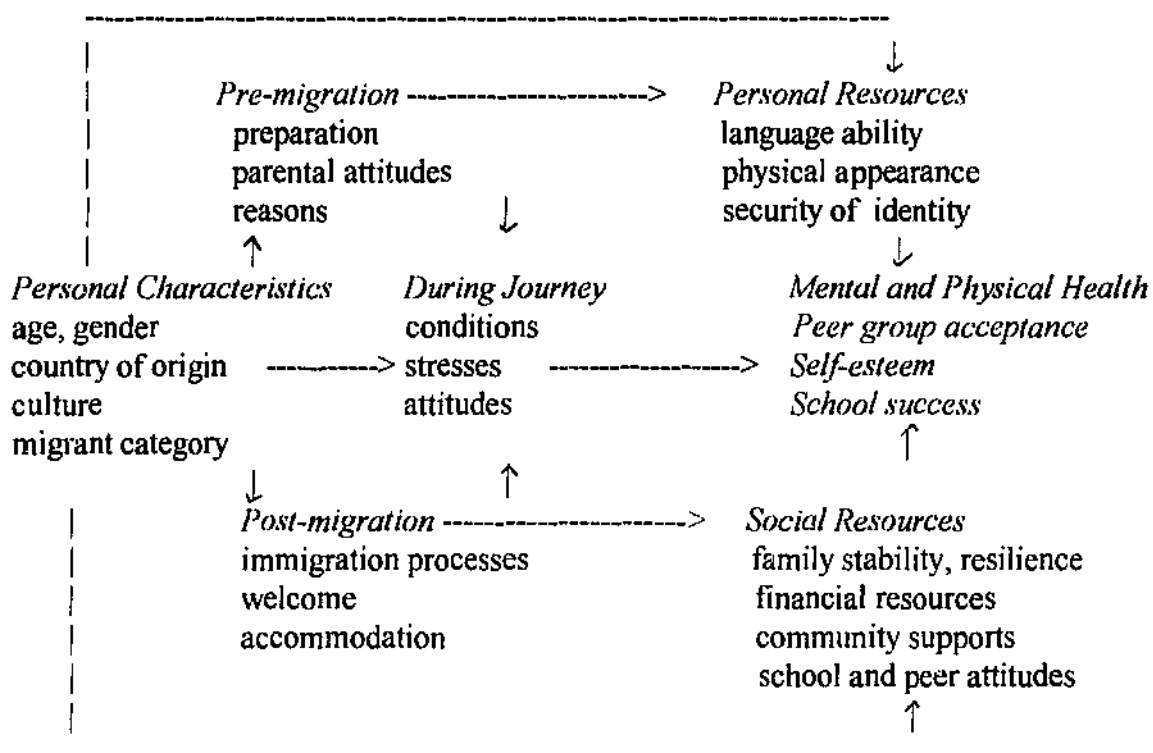 Pre-migration
preparation
parental attitudes
reasons
Personal Resources
language ability
physical appearance
security of identity
Personal Characteristics
age, gender
country of origin
culture
migrant category
During Journey
conditions
stresses
attitudes
Mental and Physical Health
Peer group acceptance
Self-esteem
School success
Post-migration
immigration processes
welcome
accommodation
Social Resources
family stability, resilience
financial resources
community supports
school and peer attitudes